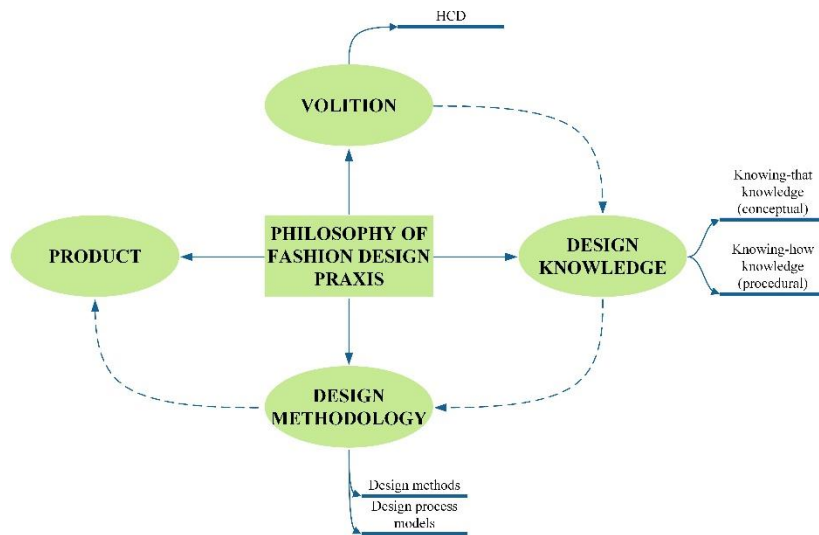 HCD
VOLITION
Knowing-that
knowledge
(conceptual)
PRODUCT
PHILOSOPHY OF
FASHION DESIGN
PRAXIS
DESIGN
KNOWLEDGE
Knowing-how
knowledge
(procedural)
DESIGN
METHODOLOGY
Design methods
Design process
models